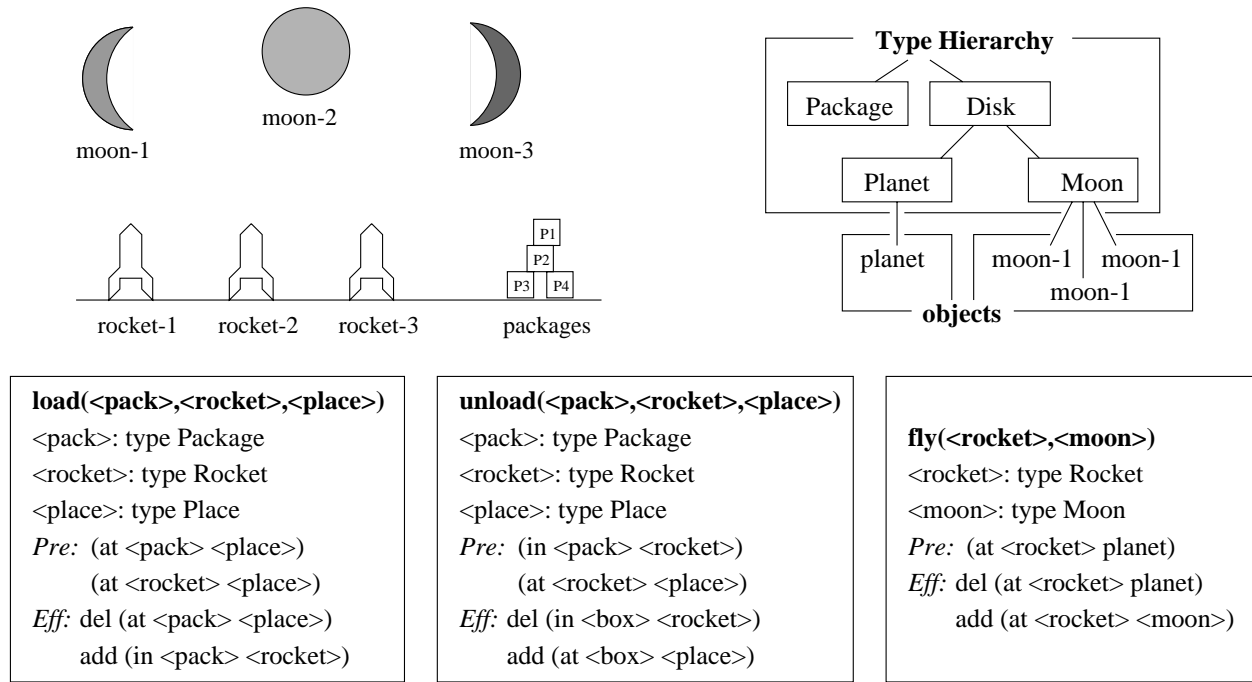 moon-1
moon-2
moon-3
Type Hierarchy
Package
Disk
Planet
Moon
planet
moon-1
moon-1
moon-1
objects
P1
P2
P3
P4
rocket-1
rocket-2
rocket-3
packages
load(<pack>,<rocket>,<place>)
<pack>: type Package
<rocket>: type Rocket
<place>: type Place
Pre: (at <pack> <place>)
(at <rocket> <place>)
Eff: del (at <pack> <place>)
add (in <pack> <rocket>)
unload(<pack>,<rocket>,<place>)
<pack>: type Package
<rocket>: type Rocket
<place>: type Place
Pre: (in <pack> <rocket>)
(at <rocket> <place>)
Eff: del (in <box> <rocket>)
add (at <box> <place>)
fly(<rocket>,<moon>)
<rocket>: type Rocket
<moon>: type Moon
Pre: (at <rocket> planet)
Eff: del (at <rocket> planet)
add (at <rocket> <moon>)